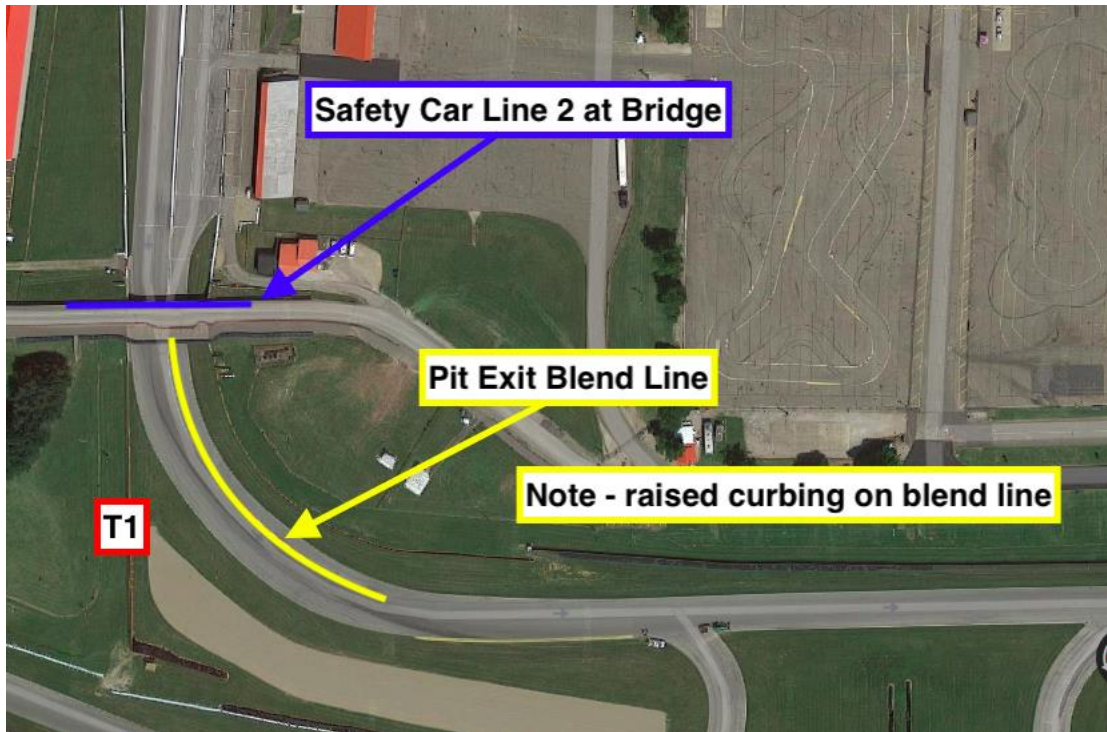 Safety Car Line 2 at Bridge
Pit Exit Blend Line
Note - raised curbing on blend line
T1